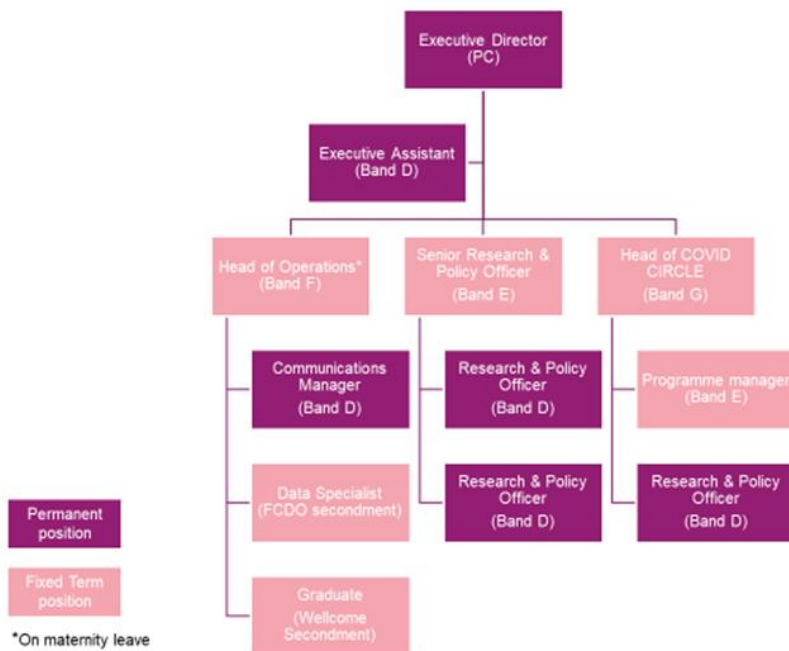 Executive Director
(PC)
Executive Assistant
(Band D)
Head of Operations*
(Band F)
Senior Research &
Policy Officer
(Band E)
Head of COVID
CIRCLE
(Band G)
Communications
Manager
(Band D)
Research & Policy
Officer
(Band D)
Programme manager
(Band E)
Data Specialist
(FCDO secondment)
Research & Policy
Officer
(Band D)
Research & Policy
Officer
(Band D)
Graduate
(Wellcome
Secondment)
Permanent
position
Fixed Term
position
*On maternity leave